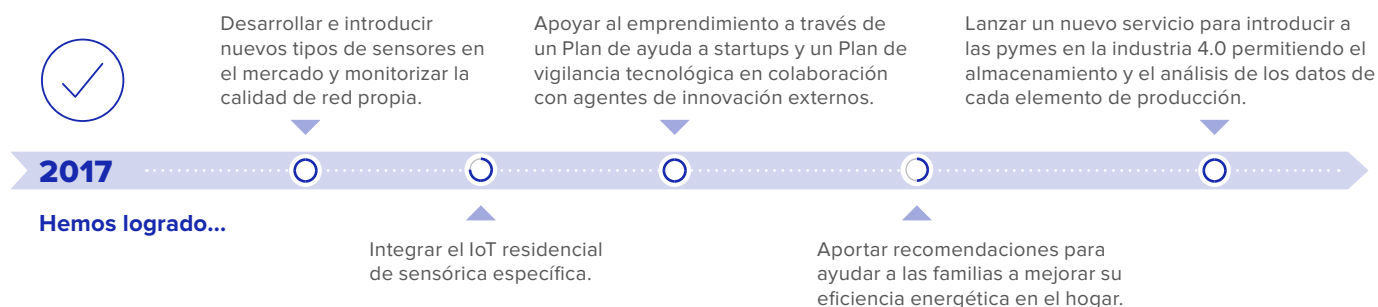 Desarrollar e introducir
nuevos tipos de sensores en
el mercado y monitorizar la
calidad de red propia.
Apoyar al emprendimiento a través de
un Plan de ayuda a startups y un Plan de
vigilancia tecnológica en colaboración
con agentes de innovación externos.
Lanzar un nuevo servicio para introducir a
las pymes en la industria 4.0 permitiendo el
almacenamiento y el análisis de los datos de
cada elemento de producción.
2017
Hemos logrado...
Integrar el IoT residencial
de sensórica específica.
Aportar recomendaciones para
ayudar a las familias a mejorar su
eficiencia energética en el hogar.